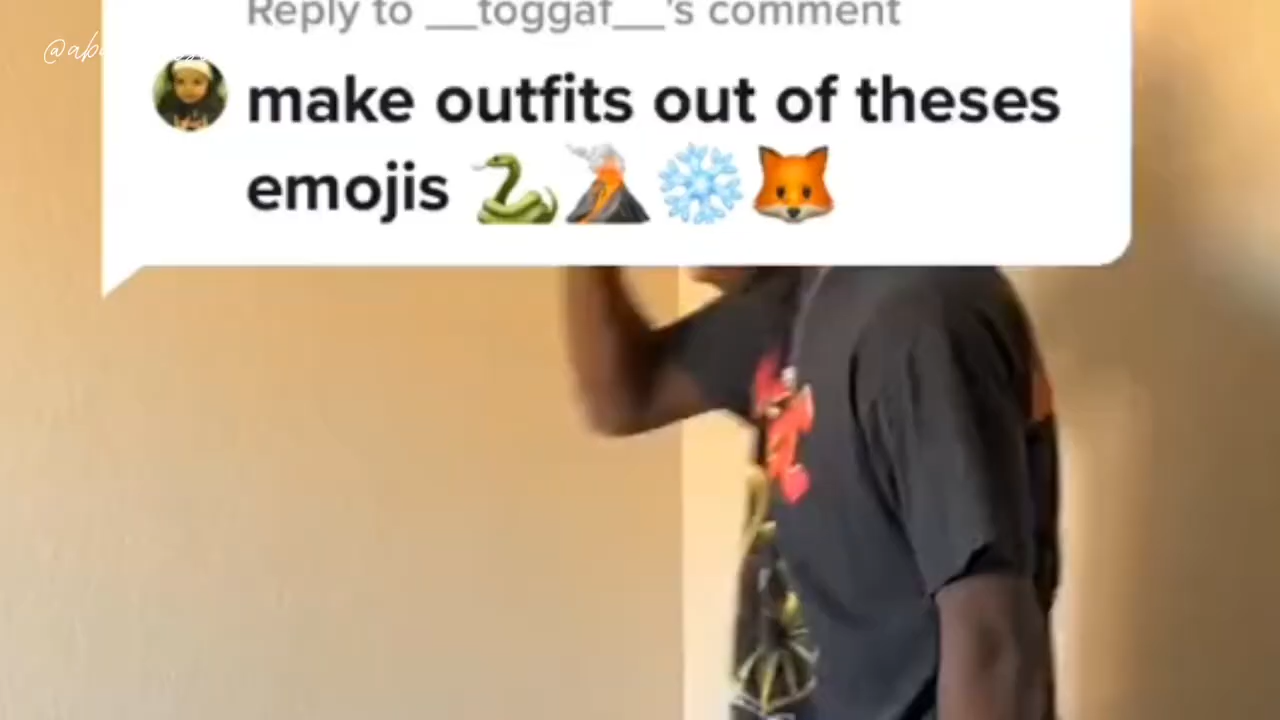 Reply to __toggaf__'s comment
make outfits out of theses
emojis 🐍🌋❄️🦊